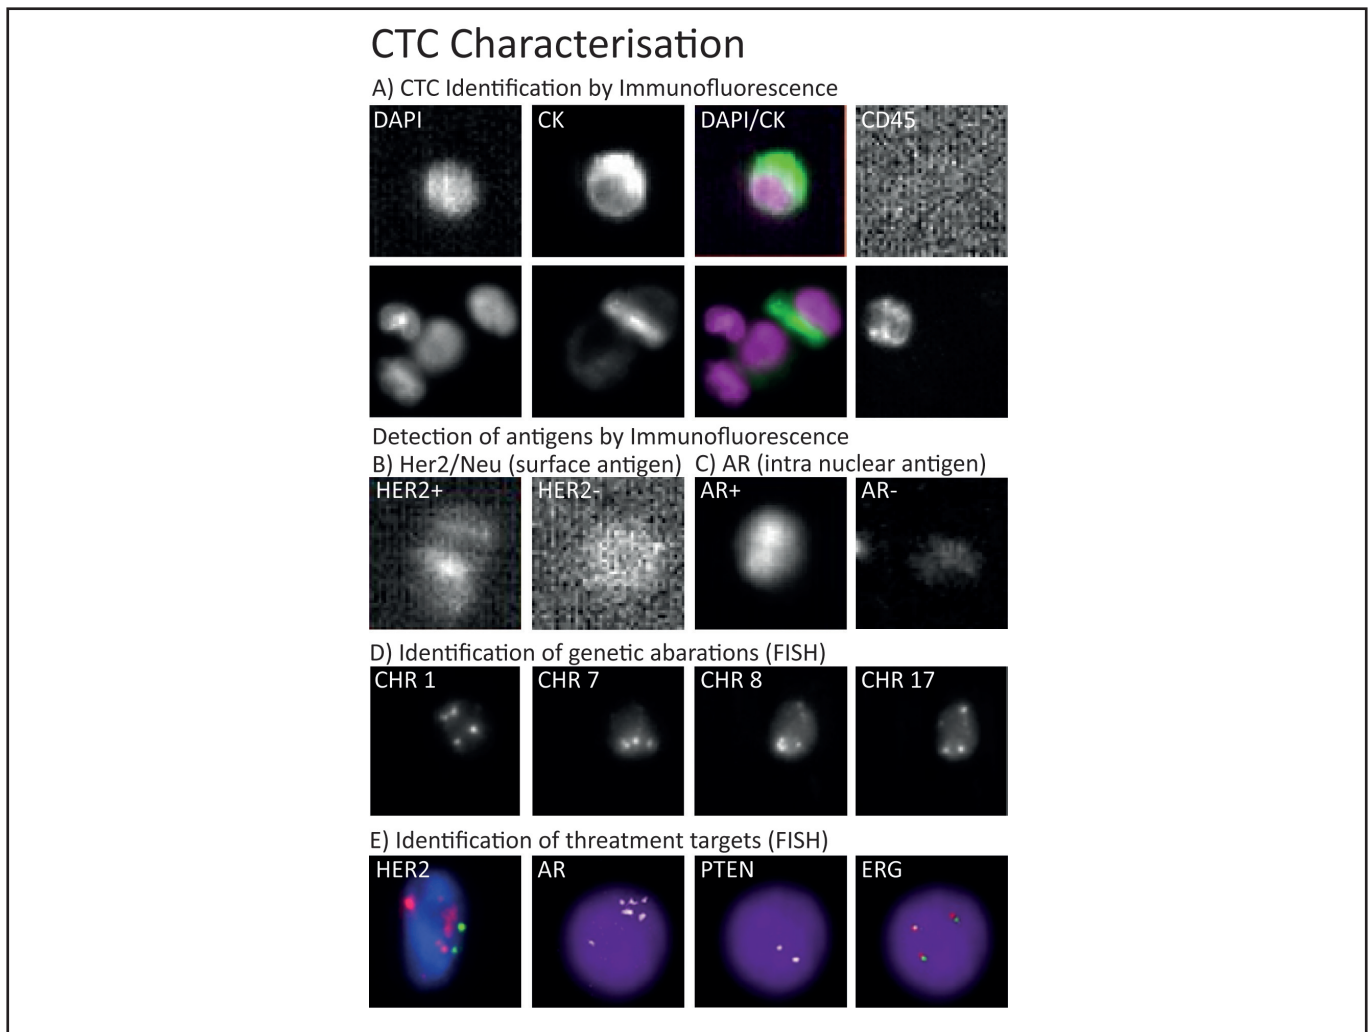 CTC Characterisation
A) CTC Identification by Immunofluorescence
DAPI CK DAPI/CK CD45
Detection of antigens by Immunofluorescence
B) Her2/Neu (surface antigen) C) AR (intra nuclear antigen)
HER2+ HER2- AR+ AR-
D) Identification of genetic abarations (FISH)
CHR 1 CHR 7 CHR 8 CHR 17
E) Identification of threatment targets (FISH)
HER2 AR PTEN ERG